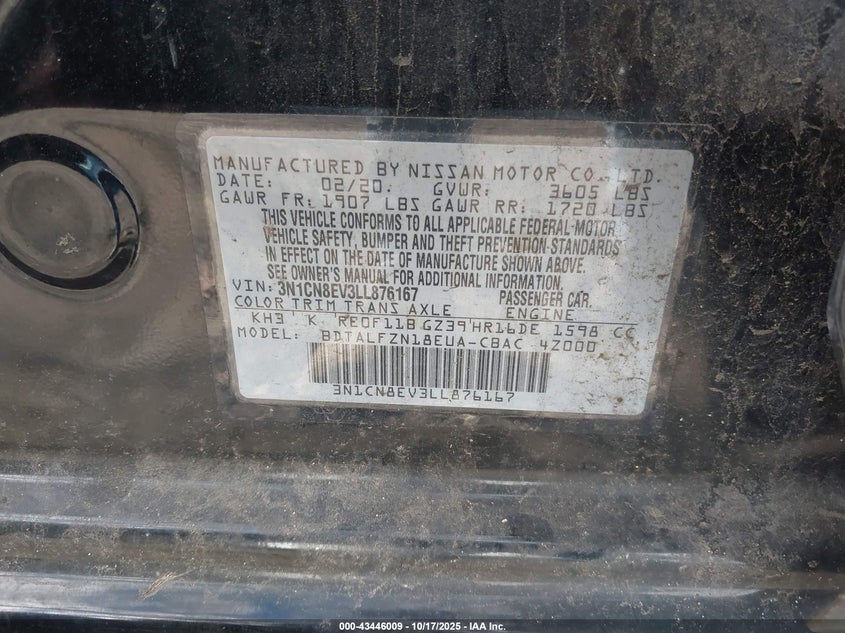 MANUFACTURED BY NISSAN MOTOR CO., LTD.
DATE: 02/20. GVWR: 3605 LBS
GAWR FR: 1907 LBS GAWR RR: 1720 LBS
THIS VEHICLE CONFORMS TO ALL APPLICABLE FEDERAL MOTOR
VEHICLE SAFETY, BUMPER AND THEFT PREVENTION STANDARDS
IN EFFECT ON THE DATE OF MANUFACTURE SHOWN ABOVE.
SEE OWNER'S MANUAL FOR ADDITIONAL INFORMATION.
VIN: 3N1CN8EV3LL876167 PASSENGER CAR.
COLOR TRIM TRANS AXLE ENGINE
KH3 K RE0F11B GZ39 HR16DE 1598 CC
MODEL: BDTALFZN18EUA-CBAC 4Z000
3N1CN8EV3LL876167
000-43446009 - 10/17/2025 - IAA Inc.